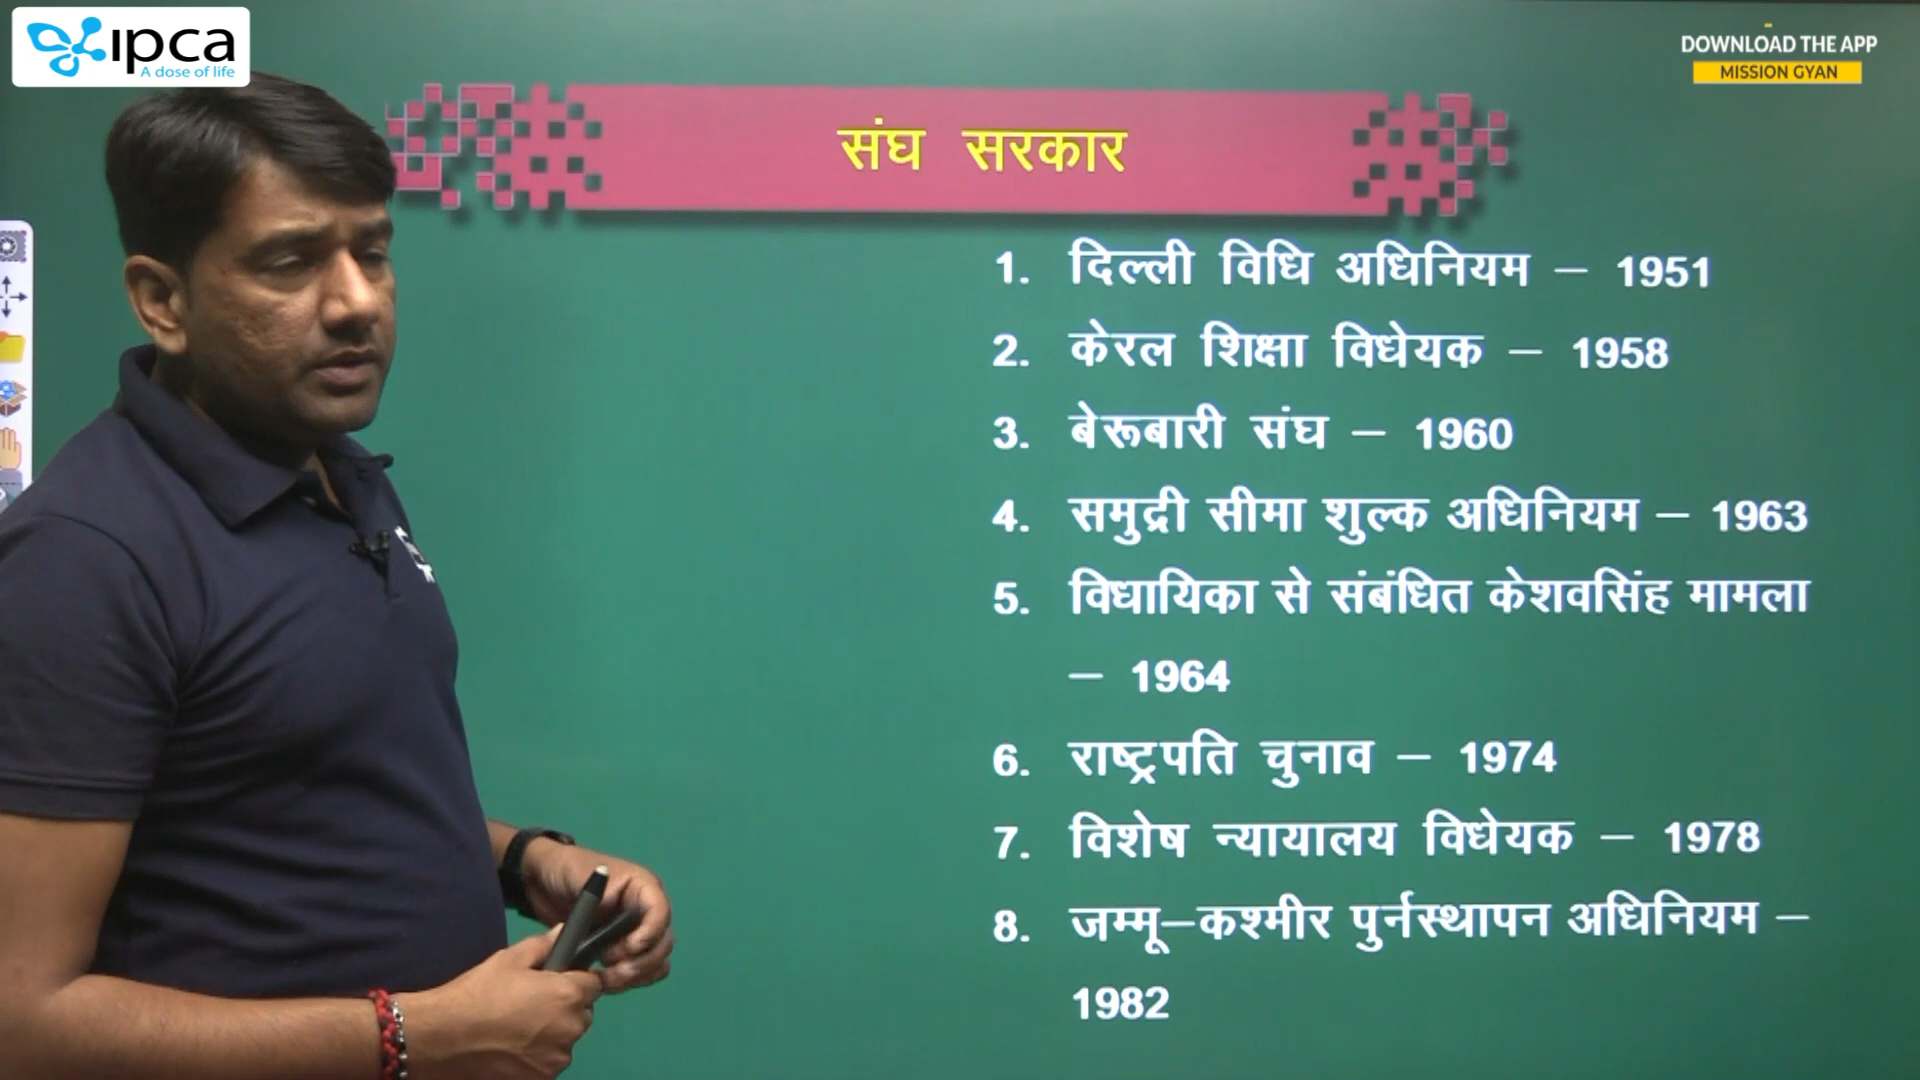 ipca
A dose of life
DOWNLOAD THE APP
MISSION GYAN
संघ सरकार
1. दिल्ली विधि अधिनियम – 1951
2. केरल शिक्षा विधेयक – 1958
3. बेरूबारी संघ – 1960
4. समुद्री सीमा शुल्क अधिनियम – 1963
5. विधायिका से संबंधित केशवसिंह मामला
– 1964
6. राष्ट्रपति चुनाव – 1974
7. विशेष न्यायालय विधेयक – 1978
8. जम्मू–कश्मीर पुर्नस्थापन अधिनियम –
1982